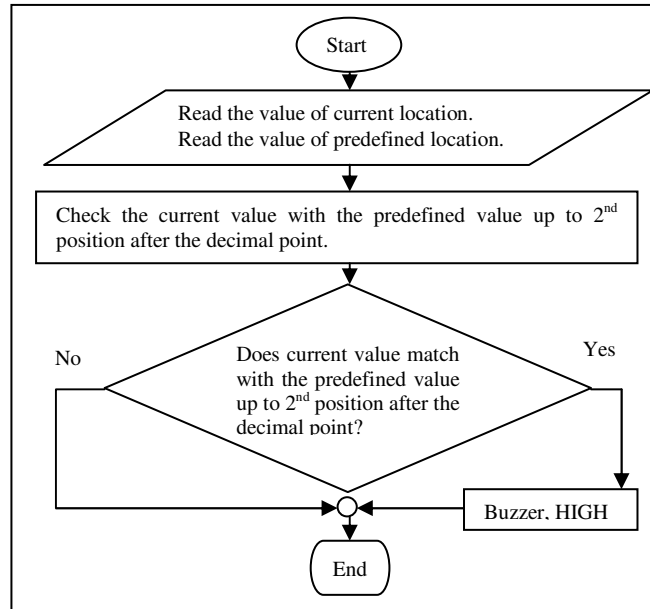 Start
Read the value of current location.
Read the value of predefined location.
Check the current value with the predefined value up to 2nd
position after the decimal point.
No
Yes
Does current value match
with the predefined value
up to 2nd position after the
decimal point?
Buzzer, HIGH
End